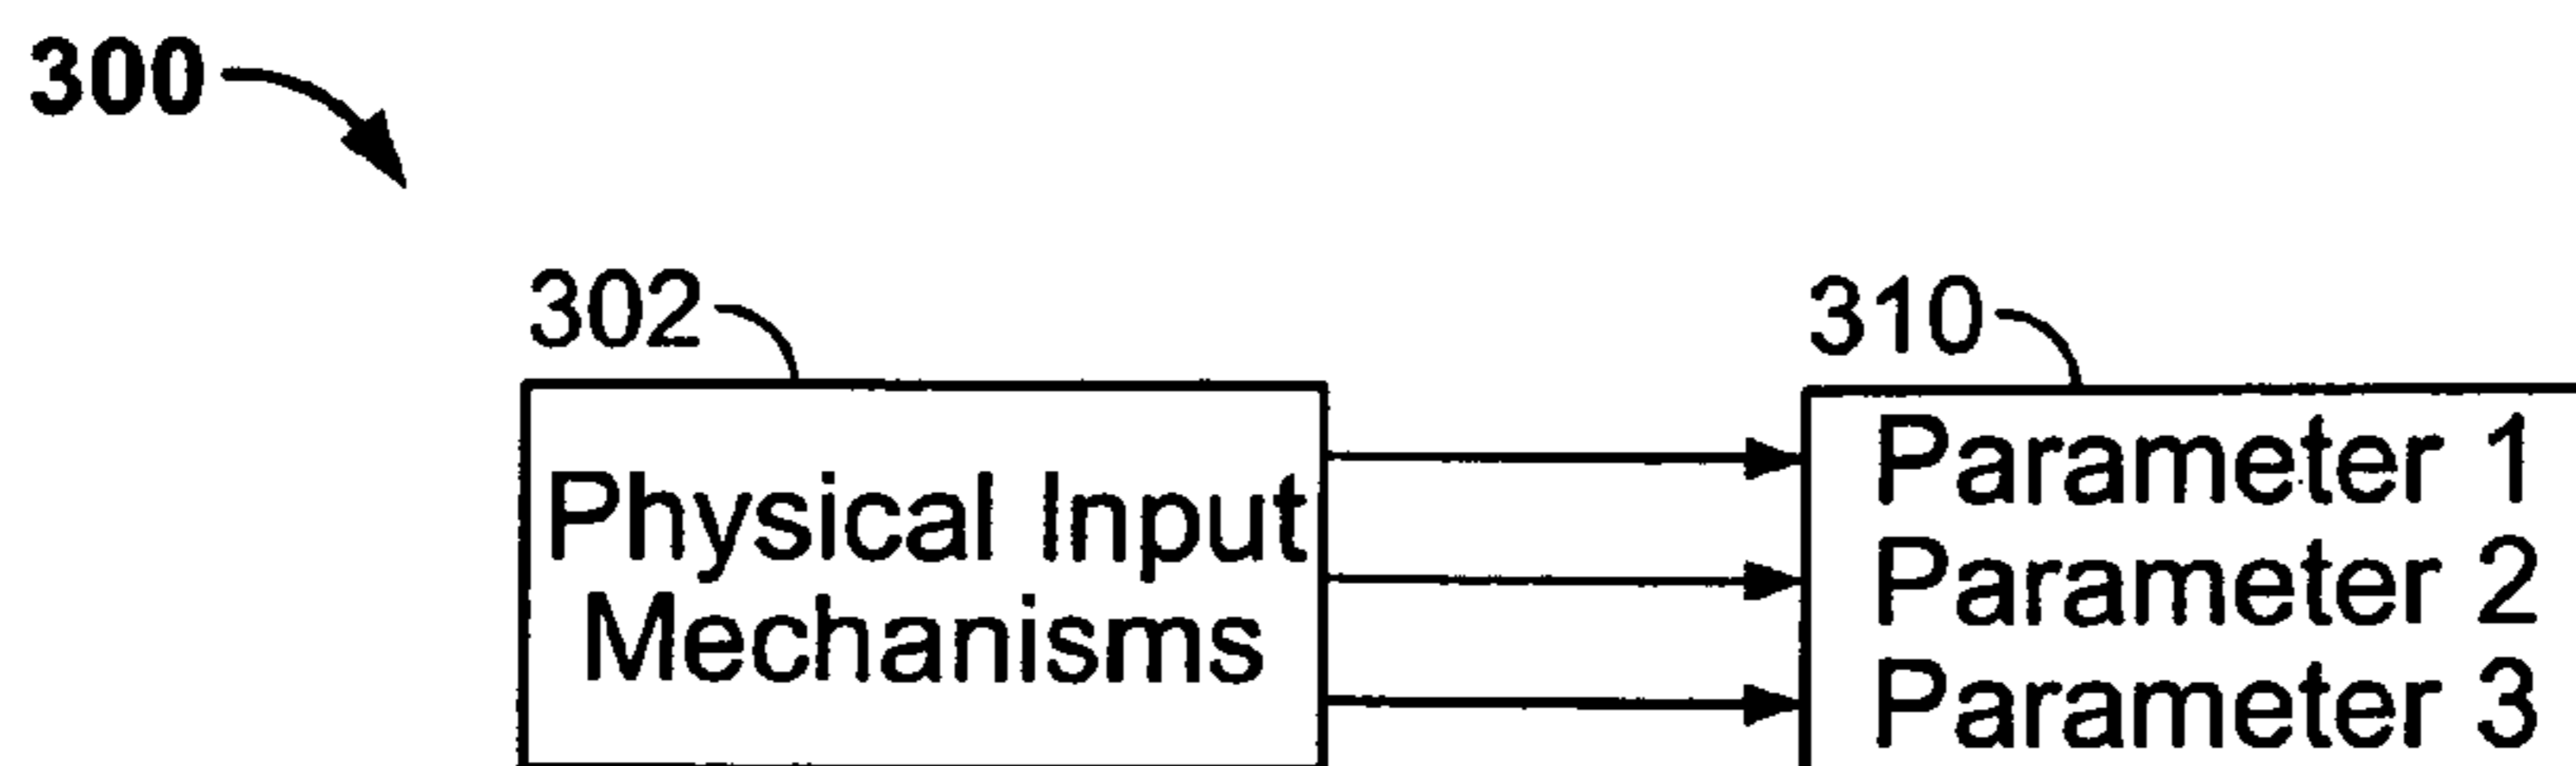 300
302
310
Physical Input
Mechanisms
Parameter 1
Parameter 2
Parameter 3